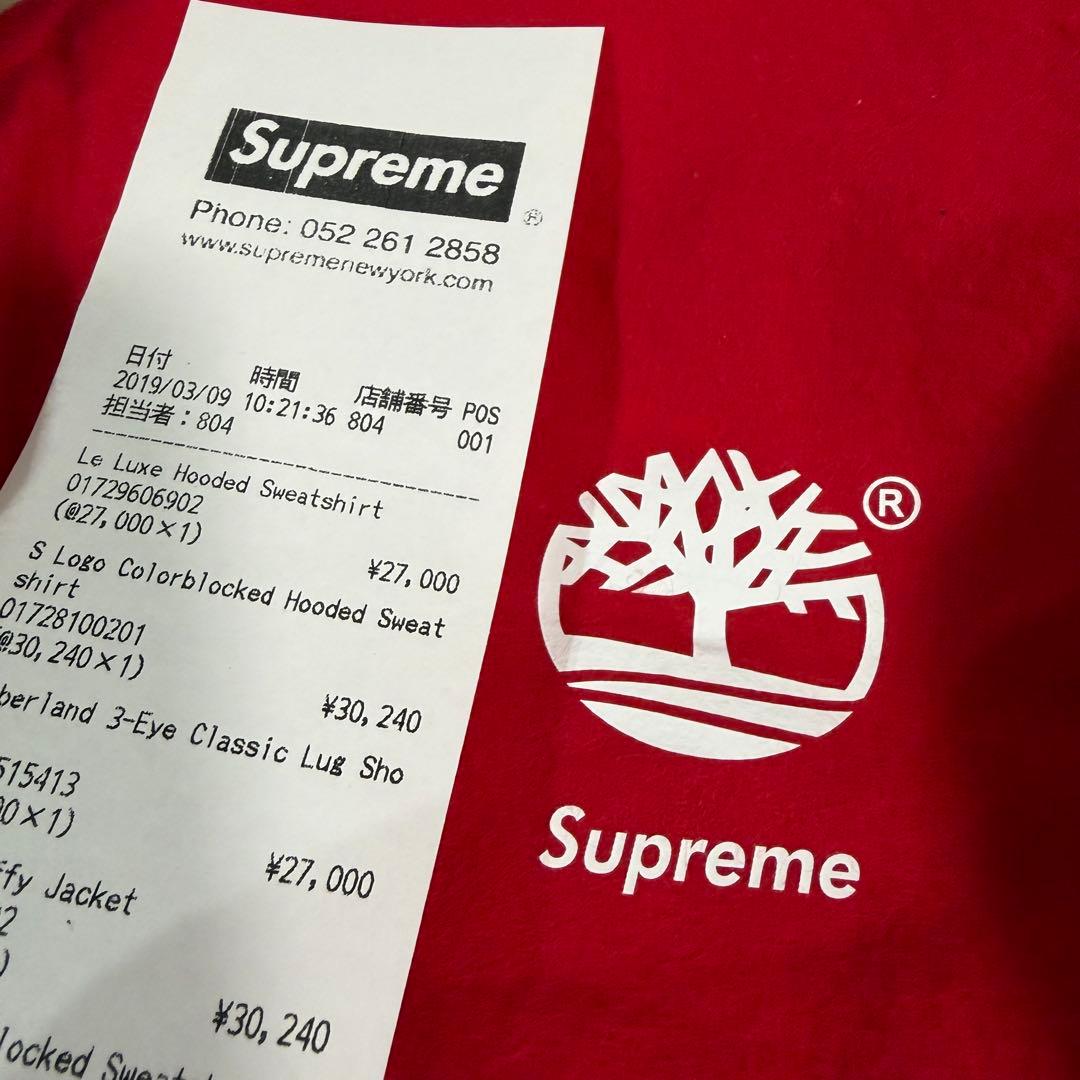 Supreme
®
Phone: 052 261 2858
www.supremenewyork.com
日付 時間 店舗番号 POS
2019/03/09 10:21:36 804 001
担当者:804
Le Luxe Hooded Sweatshirt
01729606902
(@27,000×1)
¥27,000
S Logo Colorblocked Hooded Sweat
shirt
01728100201
@30,240×1)
¥30,240
berland 3-Eye Classic Lug Sho
515413
00×1)
¥27,000
ffy Jacket
2
)
¥30,240
locked Sweat
®
Supreme